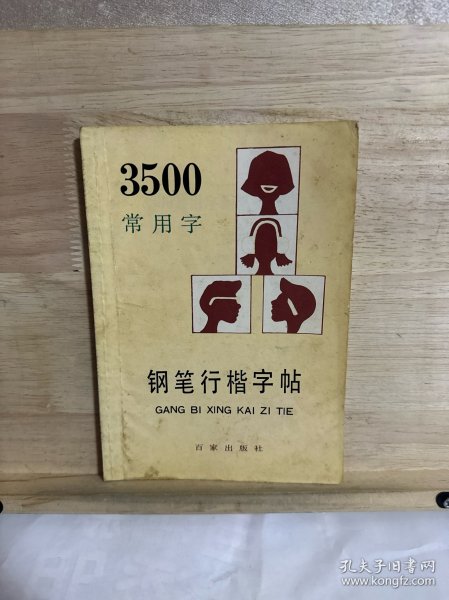 3500
常用字
钢笔行楷字帖
GANG BI XING KAI ZI TIE
百家出版社
孔夫子旧书网
www.kongfz.com